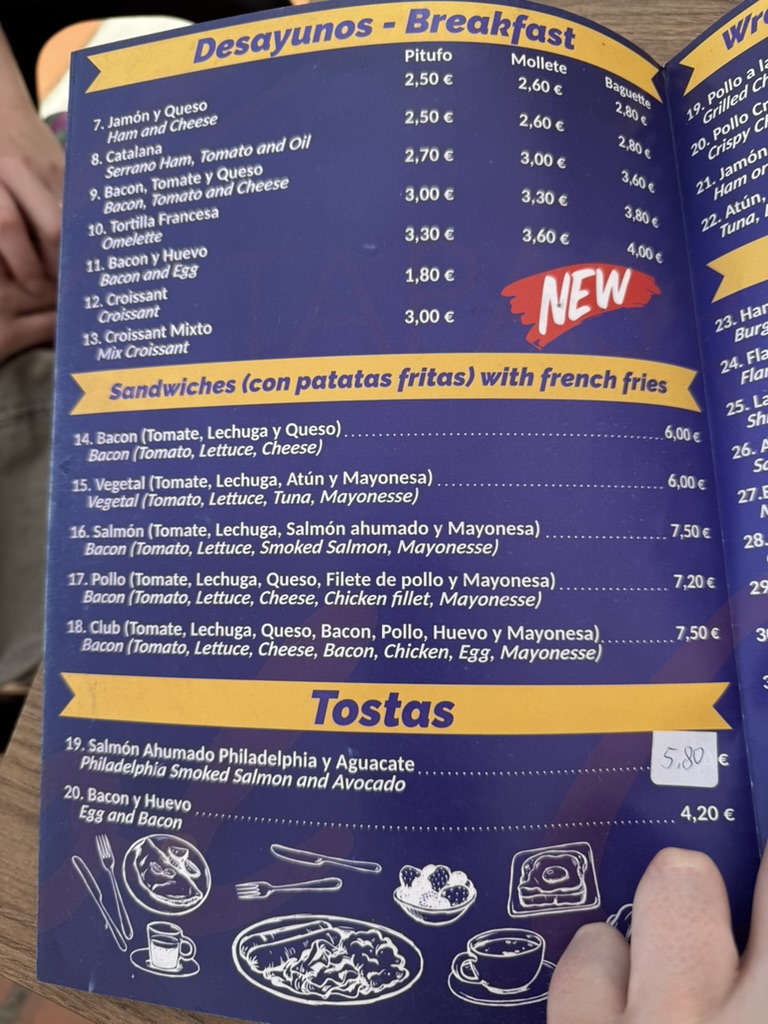 Desayunos - Breakfast
Pitufo Mollete Baguette
7. Jamón y Queso 2,50 € 2,60 € 2,80 €
Ham and Cheese
8. Catalana 2,50 € 2,60 € 2,80 €
Serrano Ham, Tomato and Oil
9. Bacon, Tomate y Queso 2,70 € 3,00 € 3,60 €
Bacon, Tomato and Cheese
10. Tortilla Francesa 3,00 € 3,30 € 3,80 €
Omelette
11. Bacon y Huevo 3,30 € 3,60 € 4,00 €
Bacon and Egg
12. Croissant 1,80 €
Croissant
13. Croissant Mixto 3,00 €
Mix Croissant
NEW
Sandwiches (con patatas fritas) with french fries
14. Bacon (Tomate, Lechuga y Queso) 6,00 €
Bacon (Tomato, Lettuce, Cheese)
15. Vegetal (Tomate, Lechuga, Atún y Mayonesa) 6,00 €
Vegetal (Tomato, Lettuce, Tuna, Mayonesse)
16. Salmón (Tomate, Lechuga, Salmón ahumado y Mayonesa) 7,50 €
Bacon (Tomato, Lettuce, Smoked Salmon, Mayonesse)
17. Pollo (Tomate, Lechuga, Queso, Filete de pollo y Mayonesa) 7,20 €
Bacon (Tomato, Lettuce, Cheese, Chicken fillet, Mayonesse)
18. Club (Tomate, Lechuga, Queso, Bacon, Pollo, Huevo y Mayonesa) 7,50 €
Bacon (Tomato, Lettuce, Cheese, Bacon, Chicken, Egg, Mayonesse)
Tostas
19. Salmón Ahumado Philadelphia y Aguacate 5,80 €
Philadelphia Smoked Salmon and Avocado
20. Bacon y Huevo 4,20 €
Egg and Bacon
19. Pollo a
Grilled
20. Pollo
Crispy
21. Jamón
Ham or
22. Atún,
Tuna,
23.
24.
25.
26.
27.
28.
29